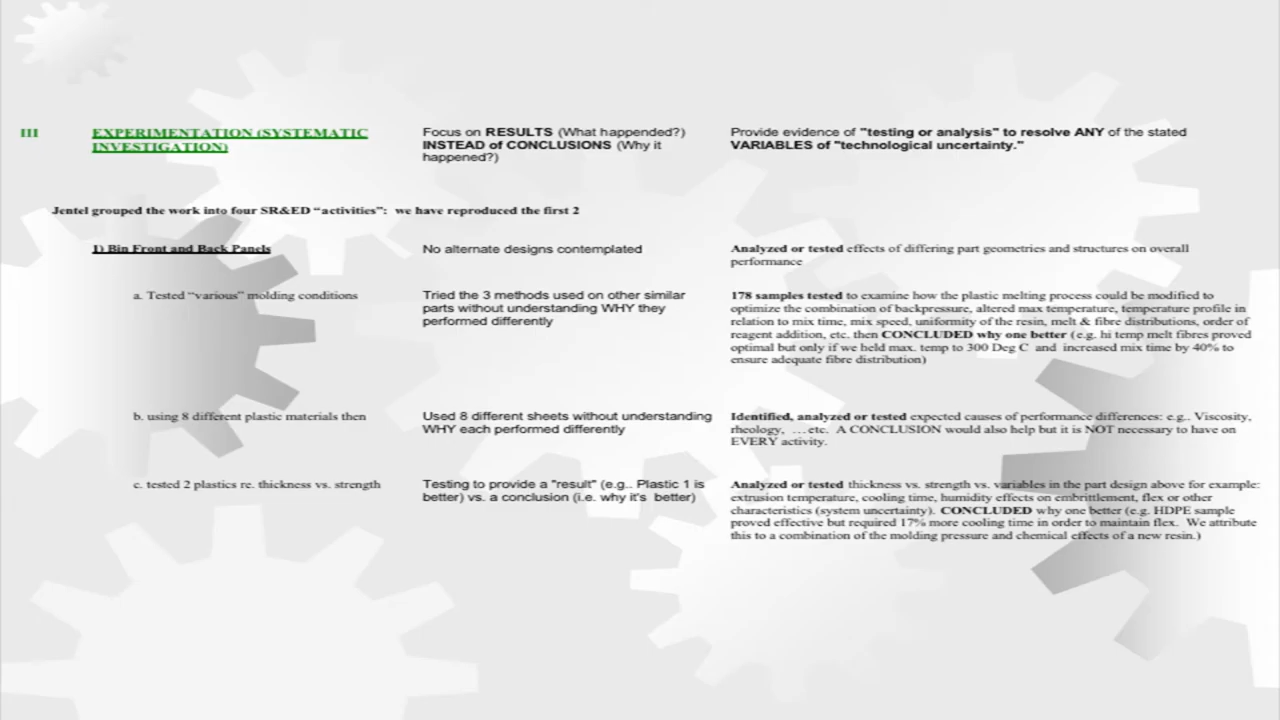 III
EXPERIMENTATION (SYSTEMATIC
INVESTIGATION)
Focus on RESULTS (What happended?)
INSTEAD of CONCLUSIONS (Why it
happened?)
Provide evidence of "testing or analysis" to resolve ANY of the stated
VARIABLES of "technological uncertainty."
Jentel grouped the work into four SR&ED “activities”: we have reproduced the first 2
1) Bin Front and Back Panels
No alternate designs contemplated
Analyzed or tested effects of differing part geometries and structures on overall
performance
a. Tested “various” molding conditions
Tried the 3 methods used on other similar
parts without understanding WHY they
performed differently
178 samples tested to examine how the plastic melting process could be modified to
optimize the combination of backpressure, altered max temperature, temperature profile in
relation to mix time, mix speed, uniformity of the resin, melt & fibre distributions, order of
reagent addition, etc. then CONCLUDED why one better (e.g. hi temp melt fibres proved
optimal but only if we held max. temp to 300 Deg C and increased mix time by 40% to
ensure adequate fibre distribution)
b. using 8 different plastic materials then
Used 8 different sheets without understanding
WHY each performed differently
Identified, analyzed or tested expected causes of performance differences: e.g.. Viscosity,
rheology, …etc. A CONCLUSION would also help but it is NOT necessary to have on
EVERY activity.
c. tested 2 plastics re. thickness vs. strength
Testing to provide a "result" (e.g.. Plastic 1 is
better) vs. a conclusion (i.e. why it's better)
Analyzed or tested thickness vs. strength vs. variables in the part design above for example:
extrusion temperature, cooling time, humidity effects on embrittlement, flex or other
characteristics (system uncertainty). CONCLUDED why one better (e.g. HDPE sample
proved effective but required 17% more cooling time in order to maintain flex. We attribute
this to a combination of the molding pressure and chemical effects of a new resin.)